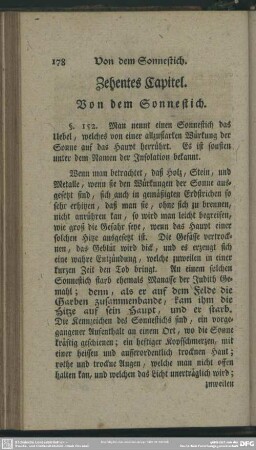 178 Von dem Sonnestich.
Zehentes Capitel.
Von dem Sonnestich.
§. 152. Man nennt einen Sonnestich das
Uebel, welches von einer allzustarken Würkung der
Sonne auf das Haupt herrührt. Es ist sonsten
unter dem Namen der Insolation bekannt.
Wenn man betrachtet, daß Holz, Stein, und
Metalle, wenn sie den Würkungen der Sonne aus-
gesetzt sind, sich auch in gemäßigten Erdstrichen so
sehr erhitzen, daß man sie, ohne sich zu brennen,
nicht anrühren kan, so wird man leicht begreifen,
wie groß die Gefahr seye, wenn das Haupt einer
solchen Hitze ausgesetzt ist. Die Gefässe vertrock-
nen, das Geblüt wird dick, und es erzeugt sich
eine wahre Entzündung, welche zuweilen in einer
kurzen Zeit den Tod bringt. An einem solchen
Sonnestich starb ehemals Manasse der Judith Ge-
mahl; denn, als er auf dem Felde die
Garben zusammenbande, kam ihm die
Hitze auf sein Haupt, und er starb.
Die Kennzeichen des Sonnestichs sind, ein vorge-
gangener Aufenthalt an einem Ort, wo die Sonne
kräftig geschienen; ein heftiger Kopfschmerzen, mit
einer heissen und ausserordentlich trocknen Haut;
rothe und trockne Augen, welche man nicht offen
halten kan, und welchen das Licht unerträglich wird;
zuweilen